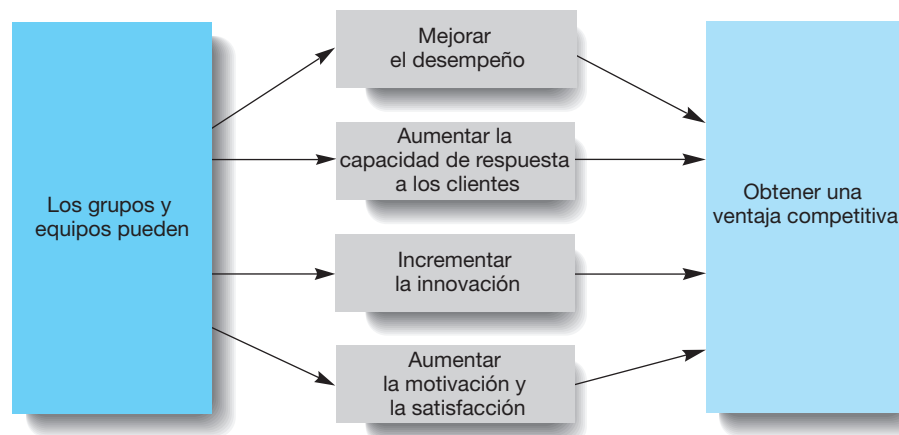 Los grupos y
equipos pueden
Mejorar
el desempeño
Aumentar la
capacidad de respuesta
a los clientes
Incrementar
la innovación
Aumentar
la motivación y
la satisfacción
Obtener una
ventaja competitiva